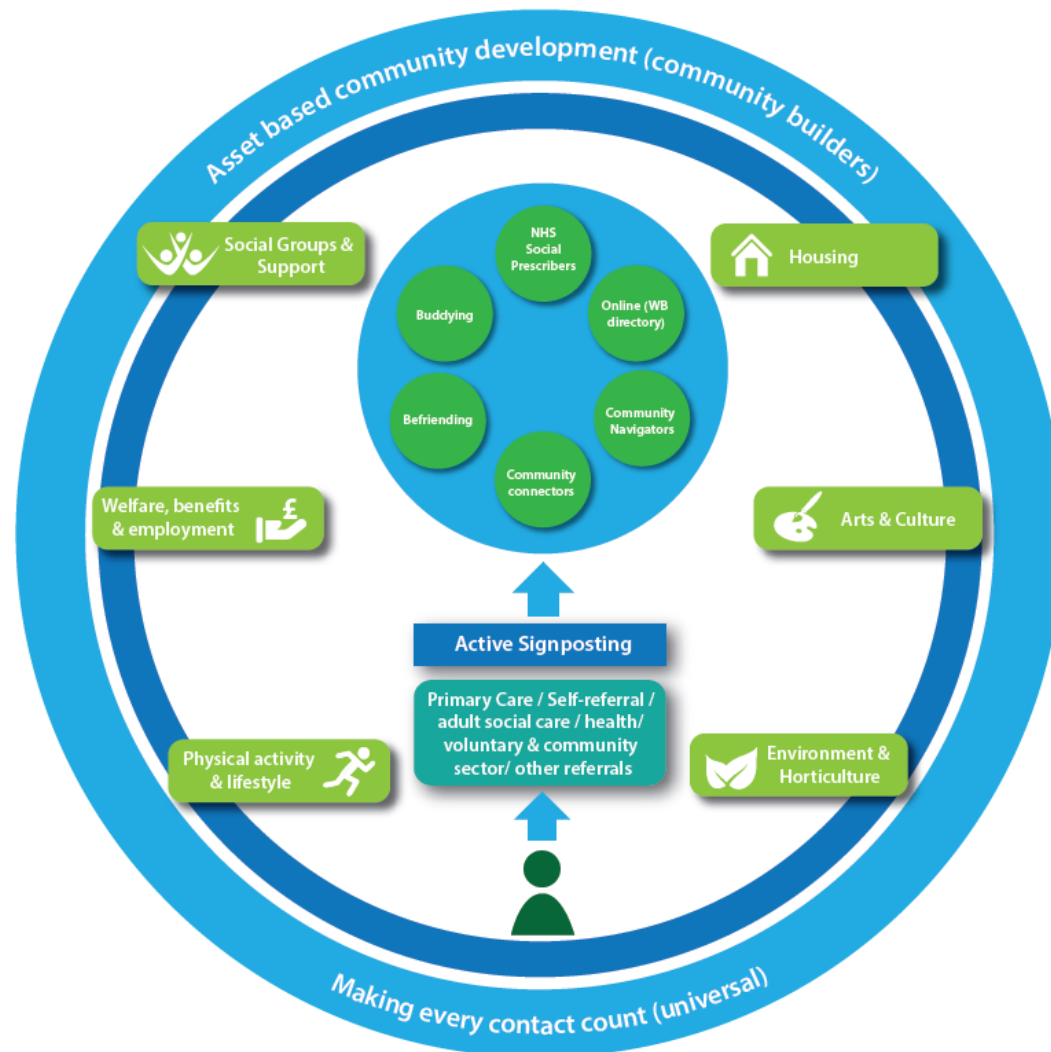 Asset based community development (community builders)
Social Groups &
Support
Housing
NHS
Social
Prescribers
Buddying
Online (WB
directory)
Befriending
Community
Navigators
Community
connectors
Welfare, benefits
& employment
£
Arts & Culture
Active Signposting
Primary Care / Self-referral /
adult social care / health/
voluntary & community
sector/ other referrals
Physical activity
& lifestyle
Environment &
Horticulture
Making every contact count (universal)